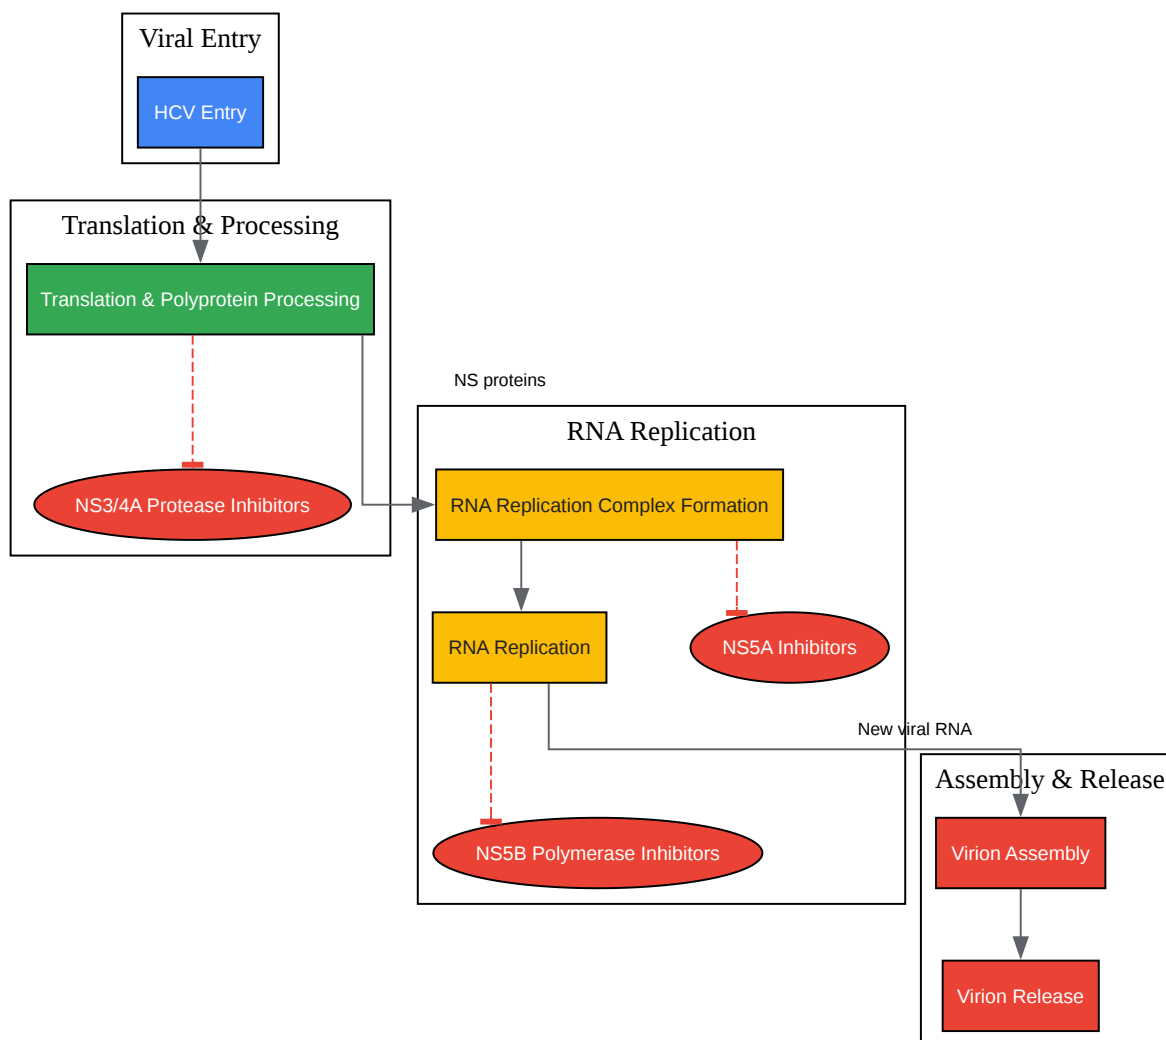 Viral Entry
HCV Entry
Translation & Processing
Translation & Polyprotein Processing
NS3/4A Protease Inhibitors
NS proteins
RNA Replication
RNA Replication Complex Formation
RNA Replication
NS5A Inhibitors
New viral RNA
NS5B Polymerase Inhibitors
Assembly & Release
Virion Assembly
Virion Release